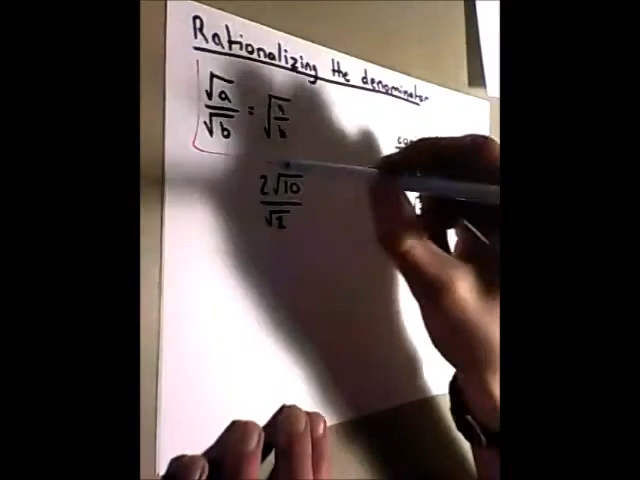 Rationalizing the denominator
√a/√b = √a/b
2√10/√2